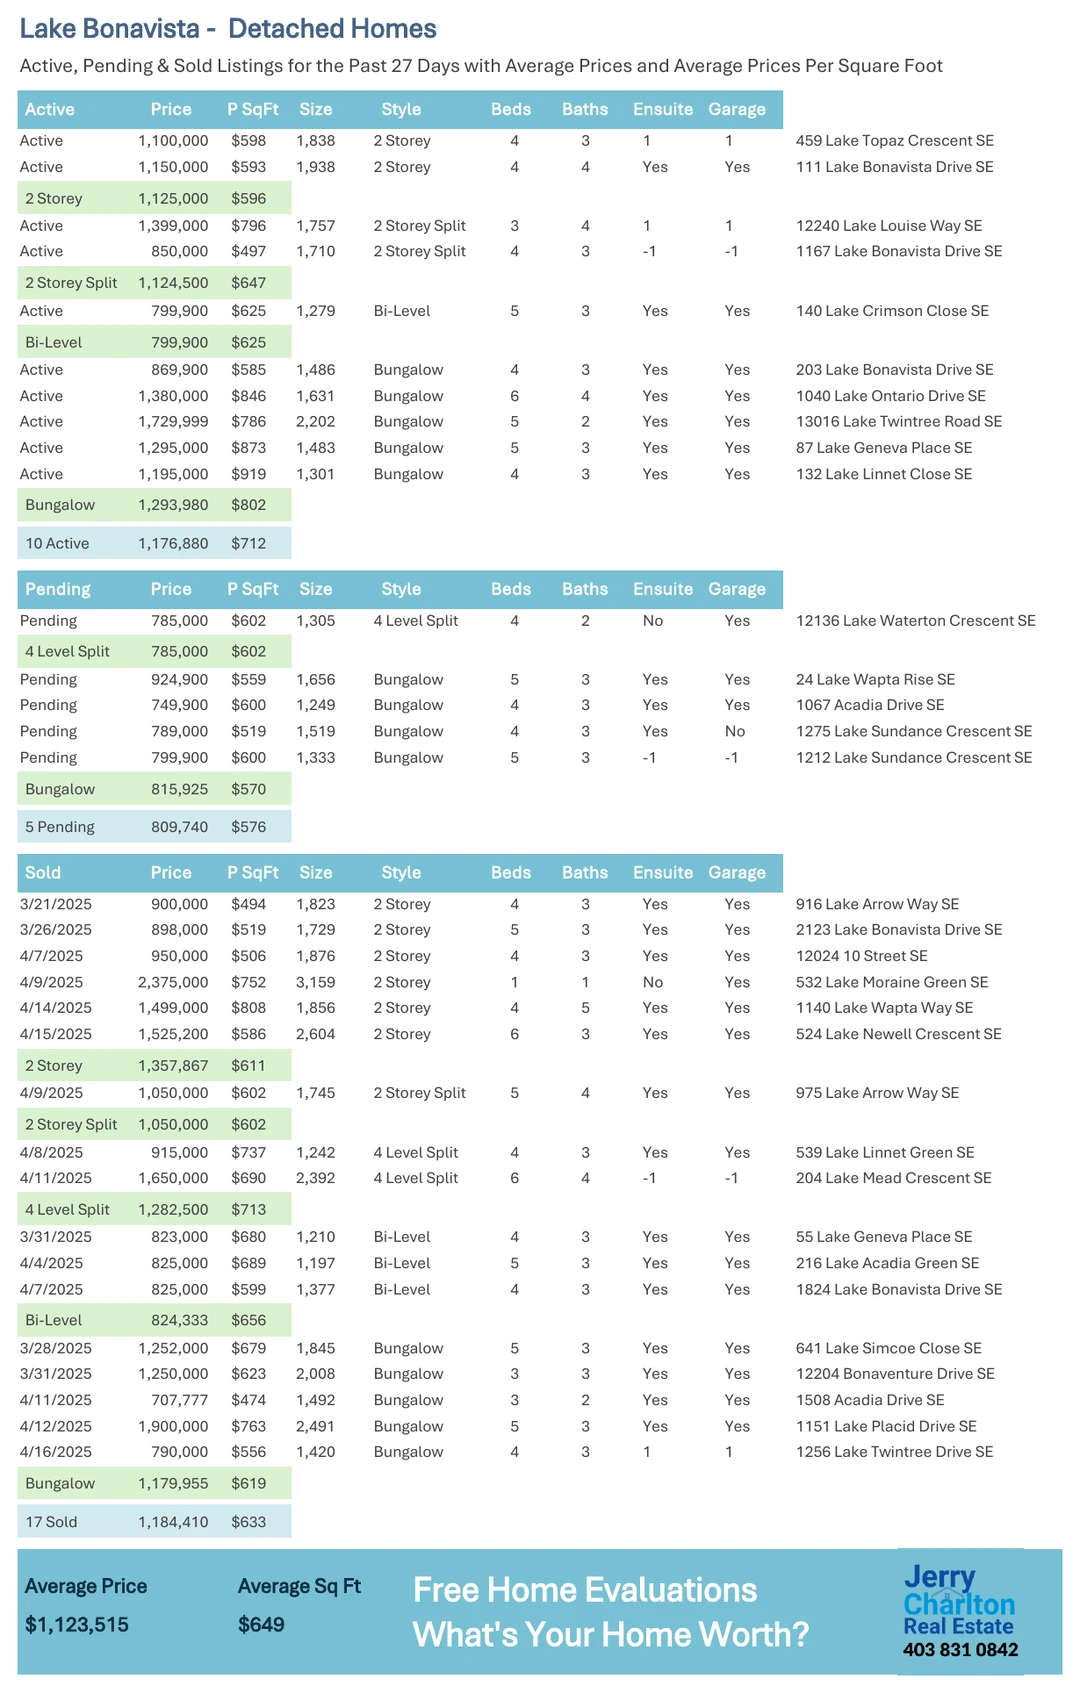 Lake Bonavista - Detached Homes
Active, Pending & Sold Listings for the Past 27 Days with Average Prices and Average Prices Per Square Foot
Active Price P SqFt Size Style Beds Baths Ensuite Garage
Active 1,100,000 $598 1,838 2 Storey 4 3 1 1 459 Lake Topaz Crescent SE
Active 1,150,000 $593 1,938 2 Storey 4 4 Yes Yes 111 Lake Bonavista Drive SE
2 Storey 1,125,000 $596
Active 1,399,000 $796 1,757 2 Storey Split 3 4 1 1 12240 Lake Louise Way SE
Active 850,000 $497 1,710 2 Storey Split 4 3 -1 -1 1167 Lake Bonavista Drive SE
2 Storey Split 1,124,500 $647
Active 799,900 $625 1,279 Bi-Level 5 3 Yes Yes 140 Lake Crimson Close SE
Bi-Level 799,900 $625
Active 869,900 $585 1,486 Bungalow 4 3 Yes Yes 203 Lake Bonavista Drive SE
Active 1,380,000 $846 1,631 Bungalow 6 4 Yes Yes 1040 Lake Ontario Drive SE
Active 1,729,999 $786 2,202 Bungalow 5 2 Yes Yes 13016 Lake Twintree Road SE
Active 1,295,000 $873 1,483 Bungalow 5 3 Yes Yes 87 Lake Geneva Place SE
Active 1,195,000 $919 1,301 Bungalow 4 3 Yes Yes 132 Lake Linnet Close SE
Bungalow 1,293,980 $802
10 Active 1,176,880 $712
Pending Price P SqFt Size Style Beds Baths Ensuite Garage
Pending 785,000 $602 1,305 4 Level Split 4 2 No Yes 12136 Lake Waterton Crescent SE
4 Level Split 785,000 $602
Pending 924,900 $559 1,656 Bungalow 5 3 Yes Yes 24 Lake Wapta Rise SE
Pending 749,900 $600 1,249 Bungalow 4 3 Yes Yes 1067 Acadia Drive SE
Pending 789,000 $519 1,519 Bungalow 4 3 Yes No 1275 Lake Sundance Crescent SE
Pending 799,900 $600 1,333 Bungalow 5 3 -1 -1 1212 Lake Sundance Crescent SE
Bungalow 815,925 $570
5 Pending 809,740 $576
Sold Price P SqFt Size Style Beds Baths Ensuite Garage
3/21/2025 900,000 $494 1,823 2 Storey 4 3 Yes Yes 916 Lake Arrow Way SE
3/26/2025 898,000 $519 1,729 2 Storey 5 3 Yes Yes 2123 Lake Bonavista Drive SE
4/7/2025 950,000 $506 1,876 2 Storey 4 3 Yes Yes 12024 10 Street SE
4/9/2025 2,375,000 $752 3,159 2 Storey 1 1 No Yes 532 Lake Moraine Green SE
4/14/2025 1,499,000 $808 1,856 2 Storey 4 5 Yes Yes 1140 Lake Wapta Way SE
4/15/2025 1,525,200 $586 2,604 2 Storey 6 3 Yes Yes 524 Lake Newell Crescent SE
2 Storey 1,357,867 $611
4/9/2025 1,050,000 $602 1,745 2 Storey Split 5 4 Yes Yes 975 Lake Arrow Way SE
2 Storey Split 1,050,000 $602
4/8/2025 915,000 $737 1,242 4 Level Split 4 3 Yes Yes 539 Lake Linnet Green SE
4/11/2025 1,650,000 $690 2,392 4 Level Split 6 4 -1 -1 204 Lake Mead Crescent SE
4 Level Split 1,282,500 $713
3/31/2025 823,000 $680 1,210 Bi-Level 4 3 Yes Yes 55 Lake Geneva Place SE
4/4/2025 825,000 $689 1,197 Bi-Level 5 3 Yes Yes 216 Lake Acadia Green SE
4/7/2025 825,000 $599 1,377 Bi-Level 4 3 Yes Yes 1824 Lake Bonavista Drive SE
Bi-Level 824,333 $656
3/28/2025 1,252,000 $679 1,845 Bungalow 5 3 Yes Yes 641 Lake Simcoe Close SE
3/31/2025 1,250,000 $623 2,008 Bungalow 3 3 Yes Yes 12204 Bonaventure Drive SE
4/11/2025 707,777 $474 1,492 Bungalow 3 2 Yes Yes 1508 Acadia Drive SE
4/12/2025 1,900,000 $763 2,491 Bungalow 5 3 Yes Yes 1151 Lake Placid Drive SE
4/16/2025 790,000 $556 1,420 Bungalow 4 3 1 1 1256 Lake Twintree Drive SE
Bungalow 1,179,955 $619
17 Sold 1,184,410 $633
Average Price Average Sq Ft
$1,123,515 $649
Free Home Evaluations
What's Your Home Worth?
Jerry
Charlton
Real Estate
403 831 0842